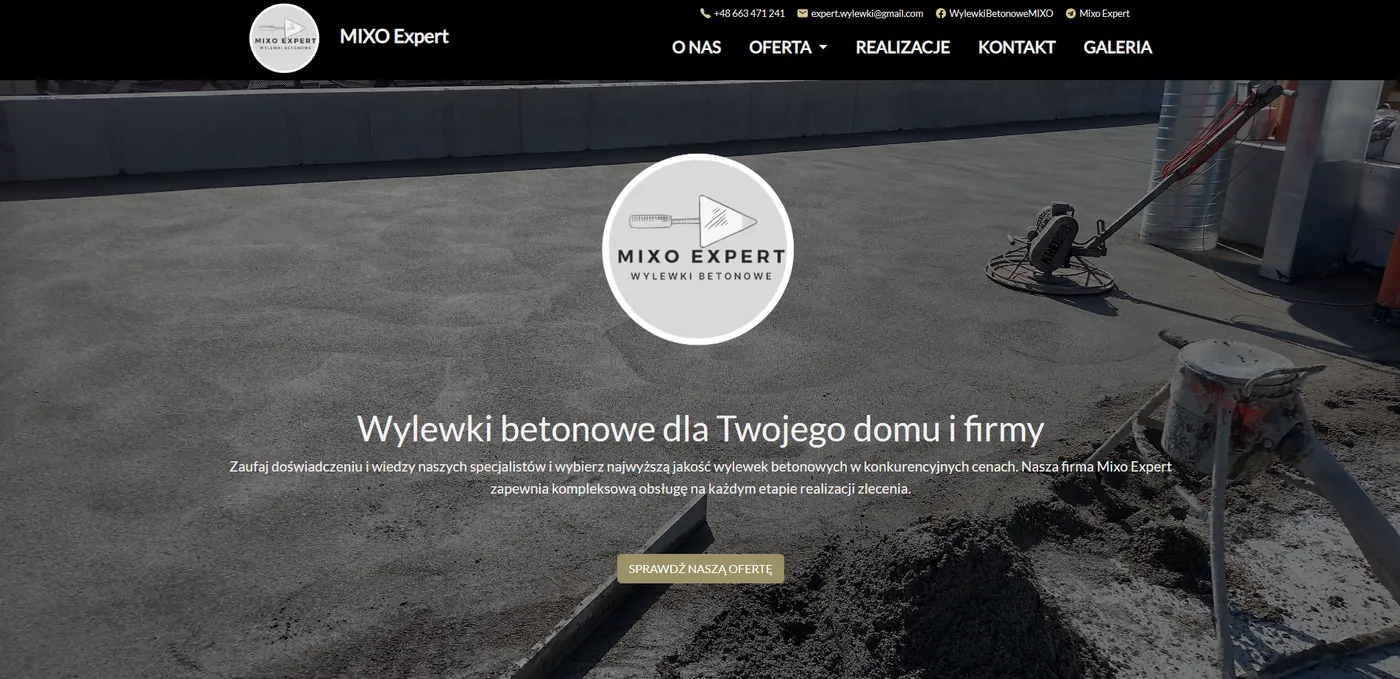 +48 663 471 241 expert.wylewki@gmail.com WylewkiBetonoweMIXO Mixo Expert
MIXO EXPERT
WYLEWKI BETONOWE
MIXO Expert
O NAS OFERTA REALIZACJE KONTAKT GALERIA
MIXO EXPERT
WYLEWKI BETONOWE
Wylewki betonowe dla Twojego domu i firmy
Zaufaj doświadczeniu i wiedzy naszych specjalistów i wybierz najwyższą jakość wylewek betonowych w konkurencyjnych cenach. Nasza firma Mixo Expert
zapewnia kompleksową obsługę na każdym etapie realizacji zlecenia.
SPRAWDŹ NASZĄ OFERTĘ